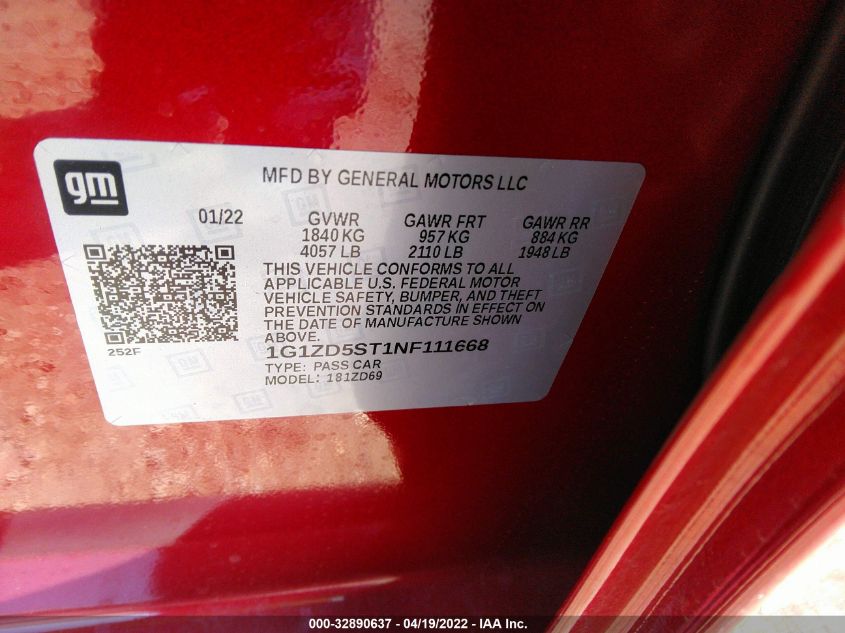 gm
MFD BY GENERAL MOTORS LLC
01/22 GVWR GAWR FRT GAWR RR
1840 KG 957 KG 884 KG
4057 LB 2110 LB 1948 LB
THIS VEHICLE CONFORMS TO ALL
APPLICABLE U.S. FEDERAL MOTOR
VEHICLE SAFETY, BUMPER, AND THEFT
PREVENTION STANDARDS IN EFFECT ON
THE DATE OF MANUFACTURE SHOWN
ABOVE.
252F
1G1ZD5ST1NF111668
TYPE: PASS CAR
MODEL: 181ZD69
000-32890637 - 04/19/2022 - IAA Inc.